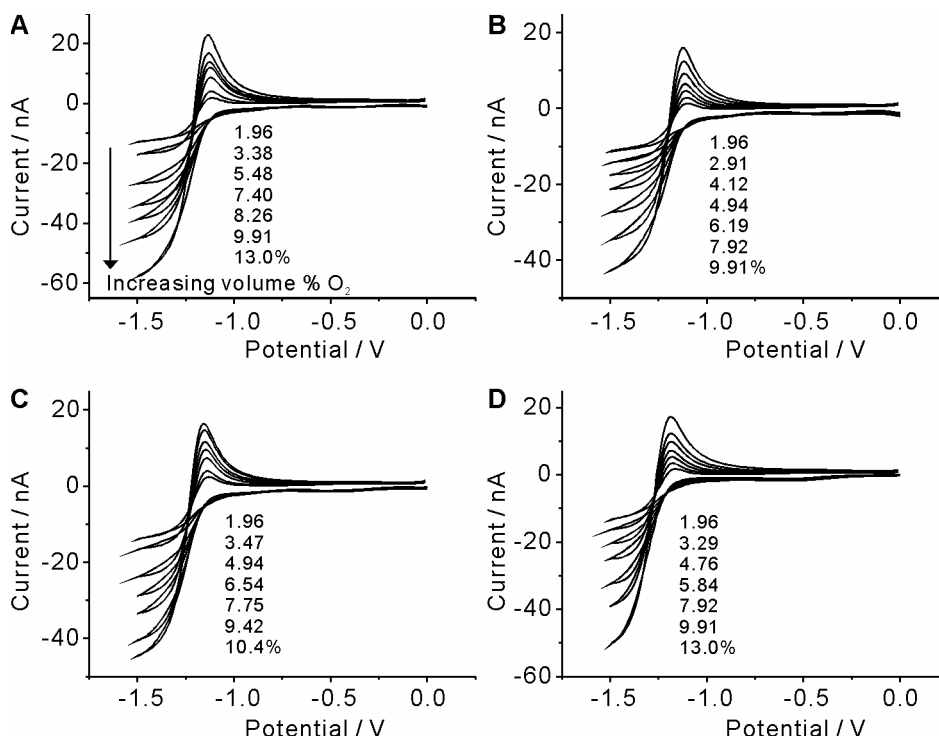 A
20
0
-20
-40
-60
Current / nA
1.96
3.38
5.48
7.40
8.26
9.91
13.0%
Increasing volume % O₂
-1.5 -1.0 -0.5 0.0
Potential / V
B
20
0
-20
-40
Current / nA
1.96
2.91
4.12
4.94
6.19
7.92
9.91%
-1.5 -1.0 -0.5 0.0
Potential / V
C
20
0
-20
-40
Current / nA
1.96
3.47
4.94
6.54
7.75
9.42
10.4%
-1.5 -1.0 -0.5 0.0
Potential / V
D
20
0
-20
-40
-60
Current / nA
1.96
3.29
4.76
5.84
7.92
9.91
13.0%
-1.5 -1.0 -0.5 0.0
Potential / V